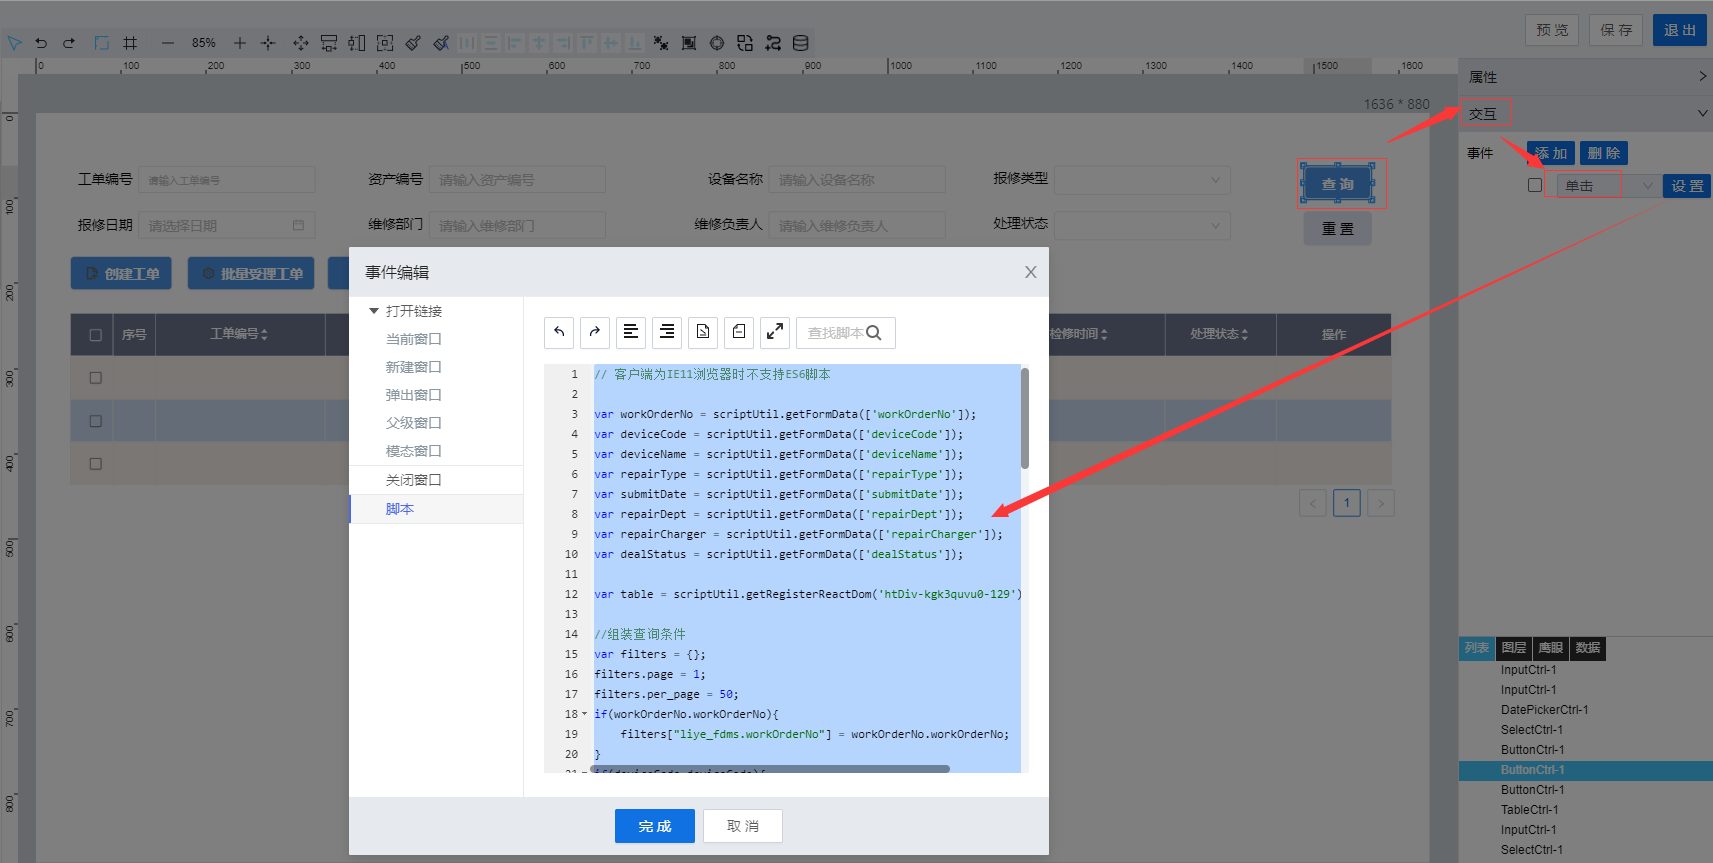 预 览
保 存
退 出
85%
0
100
200
300
400
500
600
700
800
900
1000
1100
1200
1300
1400
1500
1600
1636 * 880
0
100
200
300
400
500
600
700
800
属性
交互
事件
添 加
删 除
单击
设 置
工单编号
请输入工单编号
资产编号
请输入资产编号
设备名称
请输入设备名称
报修类型
查 询
报修日期
请选择日期
维修部门
请输入维修部门
维修负责人
请输入维修负责人
处理状态
重 置
创建工单
批量受理工单
序号
工单编号
检修时间
处理状态
操作
1
事件编辑
打开链接
当前窗口
新建窗口
弹出窗口
父级窗口
模态窗口
关闭窗口
脚本
查找脚本
1 // 客户端为IE11浏览器时不支持ES6脚本
2
3 var workOrderNo = scriptUtil.getFormData(['workOrderNo']);
4 var deviceCode = scriptUtil.getFormData(['deviceCode']);
5 var deviceName = scriptUtil.getFormData(['deviceName']);
6 var repairType = scriptUtil.getFormData(['repairType']);
7 var submitDate = scriptUtil.getFormData(['submitDate']);
8 var repairDept = scriptUtil.getFormData(['repairDept']);
9 var repairCharger = scriptUtil.getFormData(['repairCharger']);
10 var dealStatus = scriptUtil.getFormData(['dealStatus']);
11
12 var table = scriptUtil.getRegisterReactDom('htDiv-kgk3quvu0-129')
13
14 //组装查询条件
15 var filters = {};
16 filters.page = 1;
17 filters.per_page = 50;
18 if(workOrderNo.workOrderNo){
19 filters["liye_fdms.workOrderNo"] = workOrderNo.workOrderNo;
20 }
21 if(deviceCode.deviceCode){
完 成
取 消
列表
图层
鹰眼
数据
InputCtrl-1
InputCtrl-1
DatePickerCtrl-1
SelectCtrl-1
ButtonCtrl-1
ButtonCtrl-1
ButtonCtrl-1
TableCtrl-1
InputCtrl-1
SelectCtrl-1